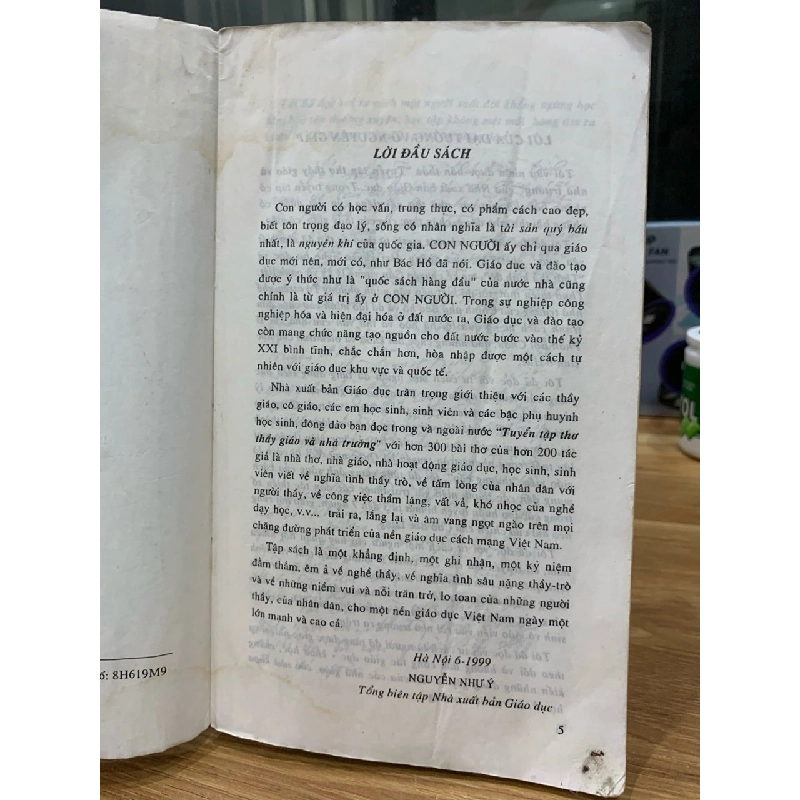 LỜI ĐẦU SÁCH
Con người có học vấn, trung thực, có phẩm cách cao đẹp,
biết tôn trọng đạo lý, sống có nhân nghĩa là tài sản quý báu
nhất, là nguyên khí của quốc gia. CON NGƯỜI ấy chỉ qua giáo
dục mới nên, mới có, như Bác Hồ đã nói. Giáo dục và đào tạo
được ý thức như là "quốc sách hàng đầu" của nước nhà cũng
chính là từ giá trị ấy ở CON NGƯỜI. Trong sự nghiệp công
nghiệp hóa và hiện đại hóa ở đất nước ta, Giáo dục và đào tạo
còn mang chức năng tạo nguồn cho đất nước bước vào thế kỷ
XXI bình tĩnh, chắc chắn hơn, hòa nhập được một cách tự
nhiên với giáo dục khu vực và quốc tế.
Nhà xuất bản Giáo dục trân trọng giới thiệu với các thầy
giáo, cô giáo, các em học sinh, sinh viên và các bậc phụ huynh
học sinh, đông đảo bạn đọc trong và ngoài nước "Tuyển tập thơ
thầy giáo và nhà trường" với hơn 300 bài thơ của hơn 200 tác
giả là nhà thơ, nhà giáo, nhà hoạt động giáo dục, học sinh, sinh
viên viết về nghĩa tình thầy trò, về tấm lòng của nhân dân với
người thầy, về công việc thầm lặng, vất vả, khó nhọc của nghề
dạy học, v.v... trải ra, lắng lại và âm vang ngọt ngào trên mọi
chặng đường phát triển của nền giáo dục cách mạng Việt Nam.
Tập sách là một khẳng định, một ghi nhận, một kỷ niệm
đằm thắm, êm ả về nghề thầy, về nghĩa tình sâu nặng thầy-trò
và về những niềm vui và nỗi trăn trở, lo toan của những người
thầy, của nhân dân, cho một nền giáo dục Việt Nam ngày một
lớn mạnh và cao cả.
Hà Nội 6-1999
NGUYỄN NHƯ Ý
Tổng biên tập Nhà xuất bản Giáo dục
5
ố: 8H619M9
FAN